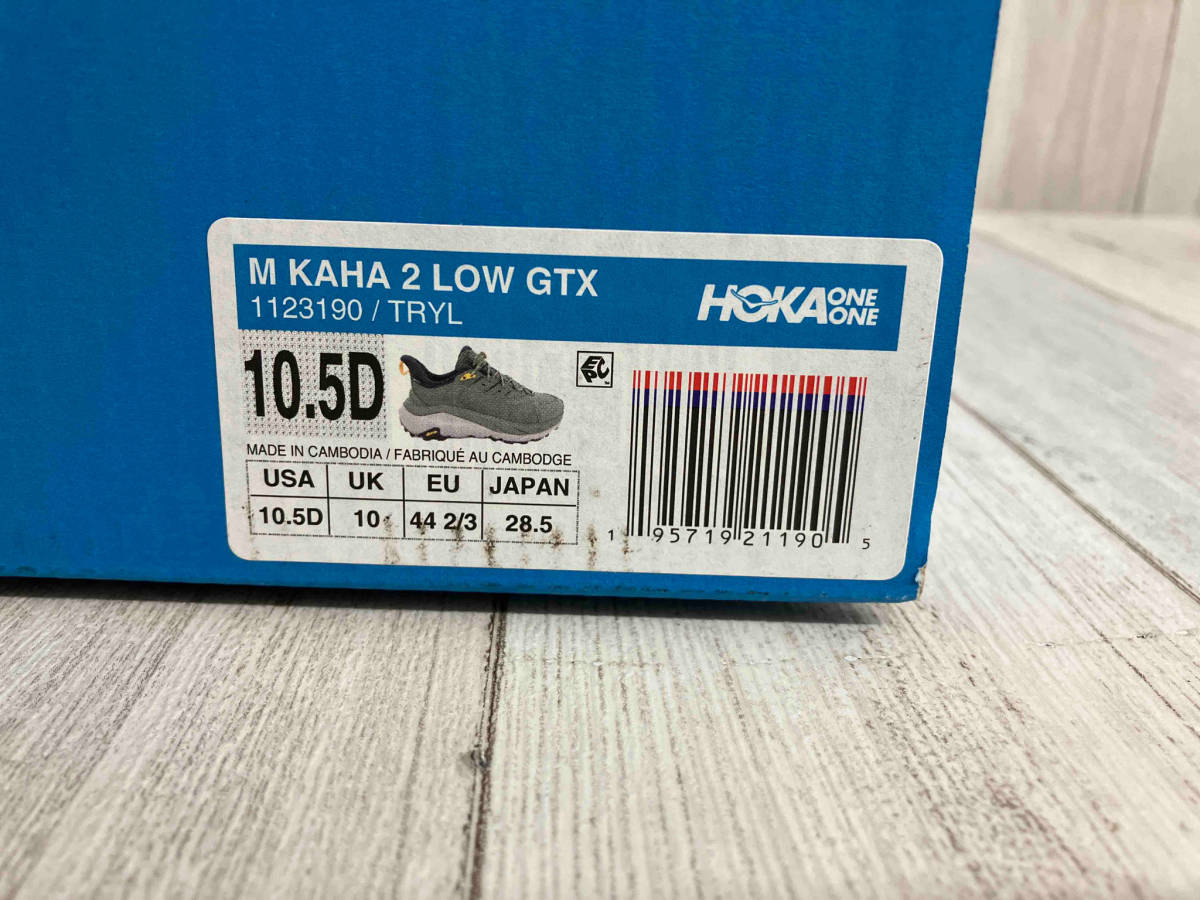 M KAHA 2 LOW GTX
1123190 / TRYL
HOKA ONE ONE
10.5D
EPC
MADE IN CAMBODIA / FABRIQUÉ AU CAMBODGE
USA UK EU JAPAN
10.5D 10 44 2/3 28.5
1 95719 21190 5